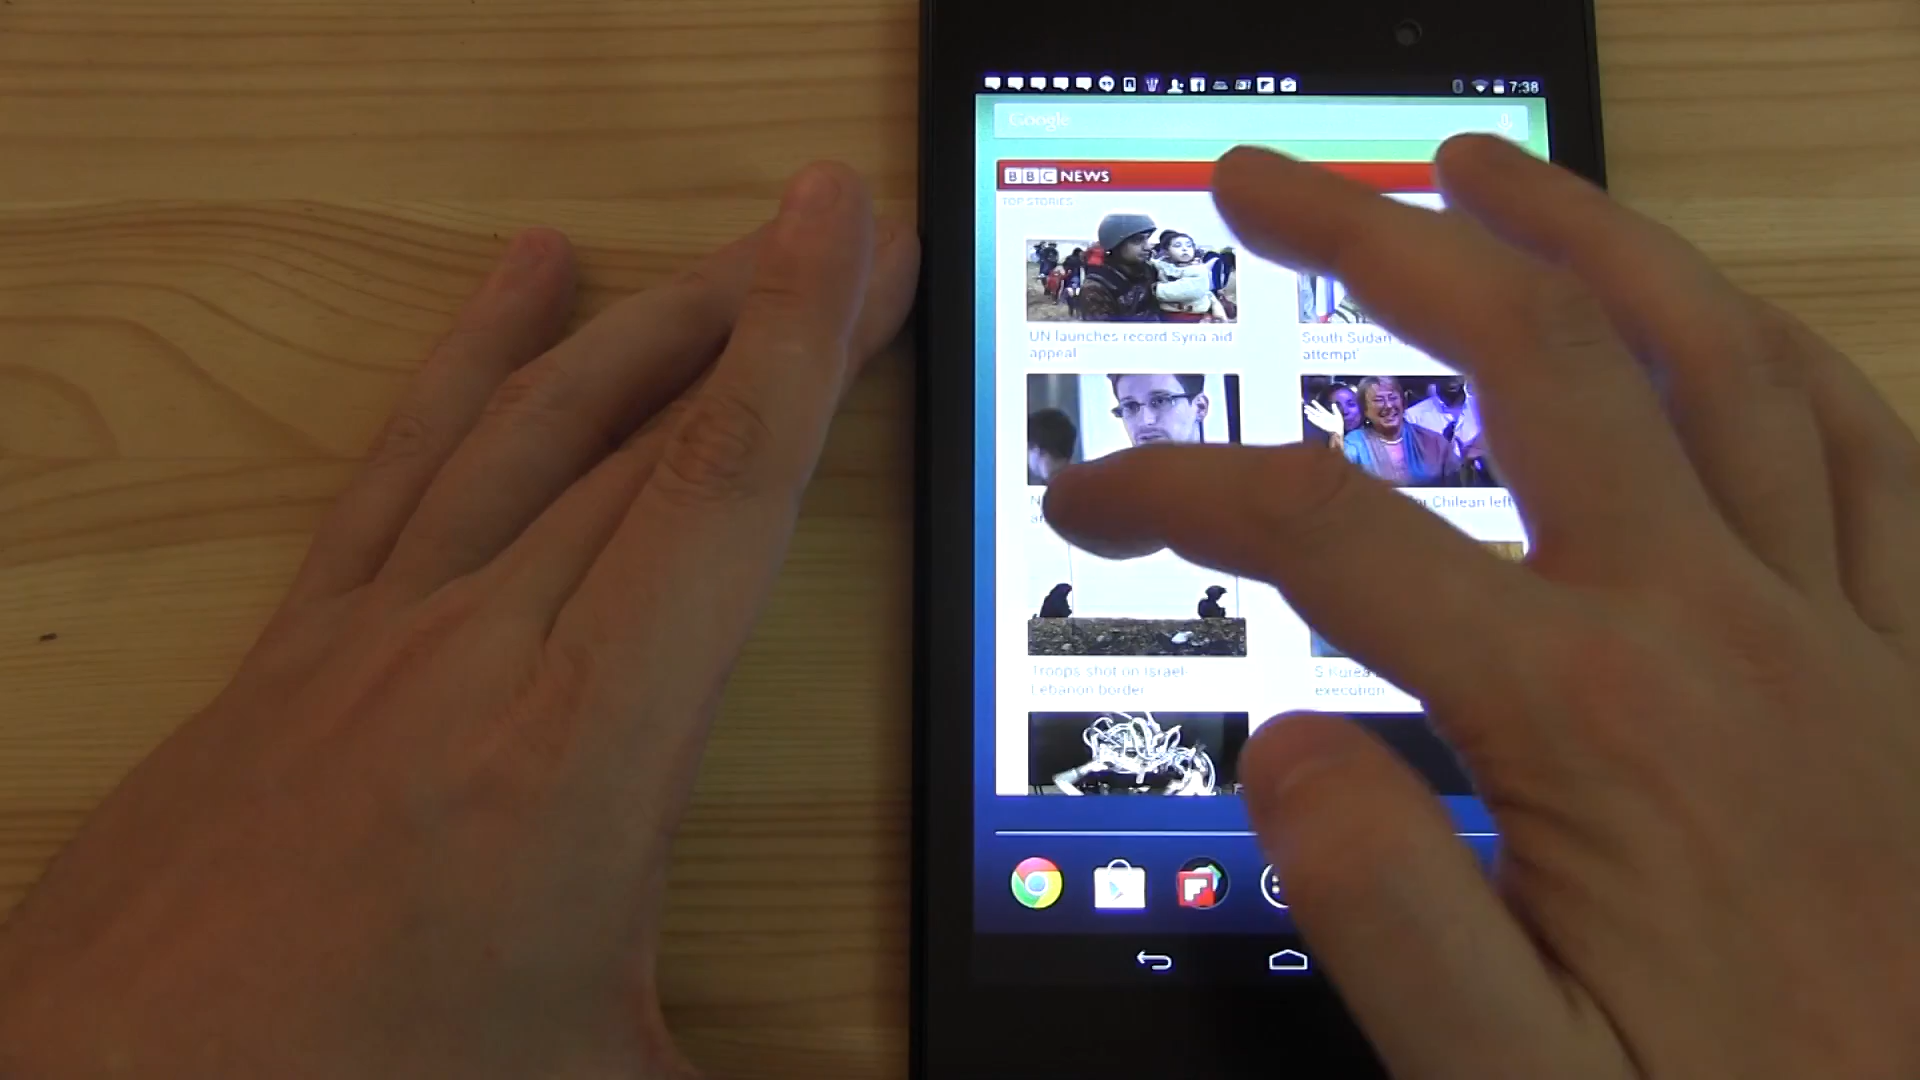 7:38
Google
BBC NEWS
TOP STORIES
UN launches record Syria aid
appeal
South Sudan
attempt'
Chilean left
Troops shot on Israel-
Lebanon border
S Korea
execution